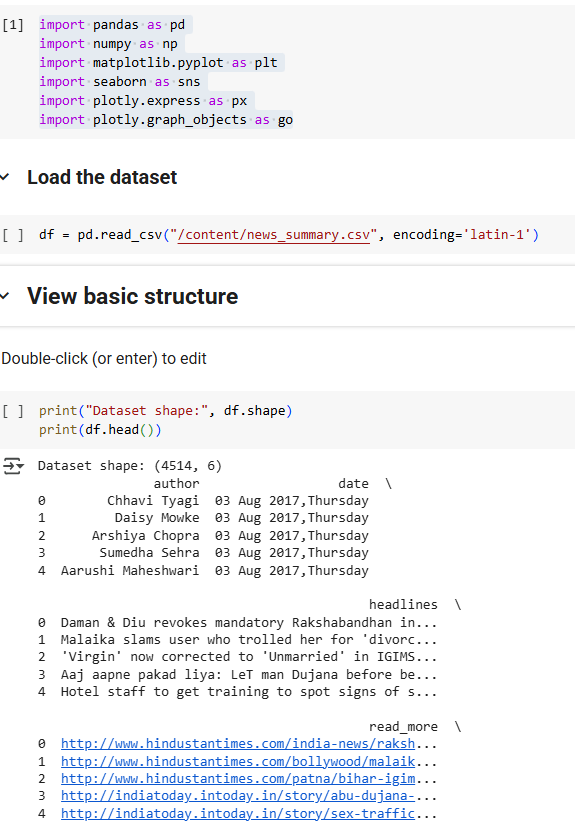 [1] import pandas as pd
import numpy as np
import matplotlib.pyplot as plt
import seaborn as sns
import plotly.express as px
import plotly.graph_objects as go
Load the dataset
[ ] df = pd.read_csv("/content/news_summary.csv", encoding='latin-1')
View basic structure
Double-click (or enter) to edit
[ ] print("Dataset shape:", df.shape)
print(df.head())
Dataset shape: (4514, 6)
author date \
0 Chhavi Tyagi 03 Aug 2017,Thursday
1 Daisy Mowke 03 Aug 2017,Thursday
2 Arshiya Chopra 03 Aug 2017,Thursday
3 Sumedha Sehra 03 Aug 2017,Thursday
4 Aarushi Maheshwari 03 Aug 2017,Thursday
headlines \
0 Daman & Diu revokes mandatory Rakshabandhan in...
1 Malaika slams user who trolled her for 'divorc...
2 'Virgin' now corrected to 'Unmarried' in IGIMS...
3 Aaj aapne pakad liya: LeT man Dujana before be...
4 Hotel staff to get training to spot signs of s...
read_more \
0 http://www.hindustantimes.com/india-news/raksh...
1 http://www.hindustantimes.com/bollywood/malaik...
2 http://www.hindustantimes.com/patna/bihar-igim...
3 http://indiatoday.intoday.in/story/abu-dujana-...
4 http://indiatoday.intoday.in/story/sex-traffic...